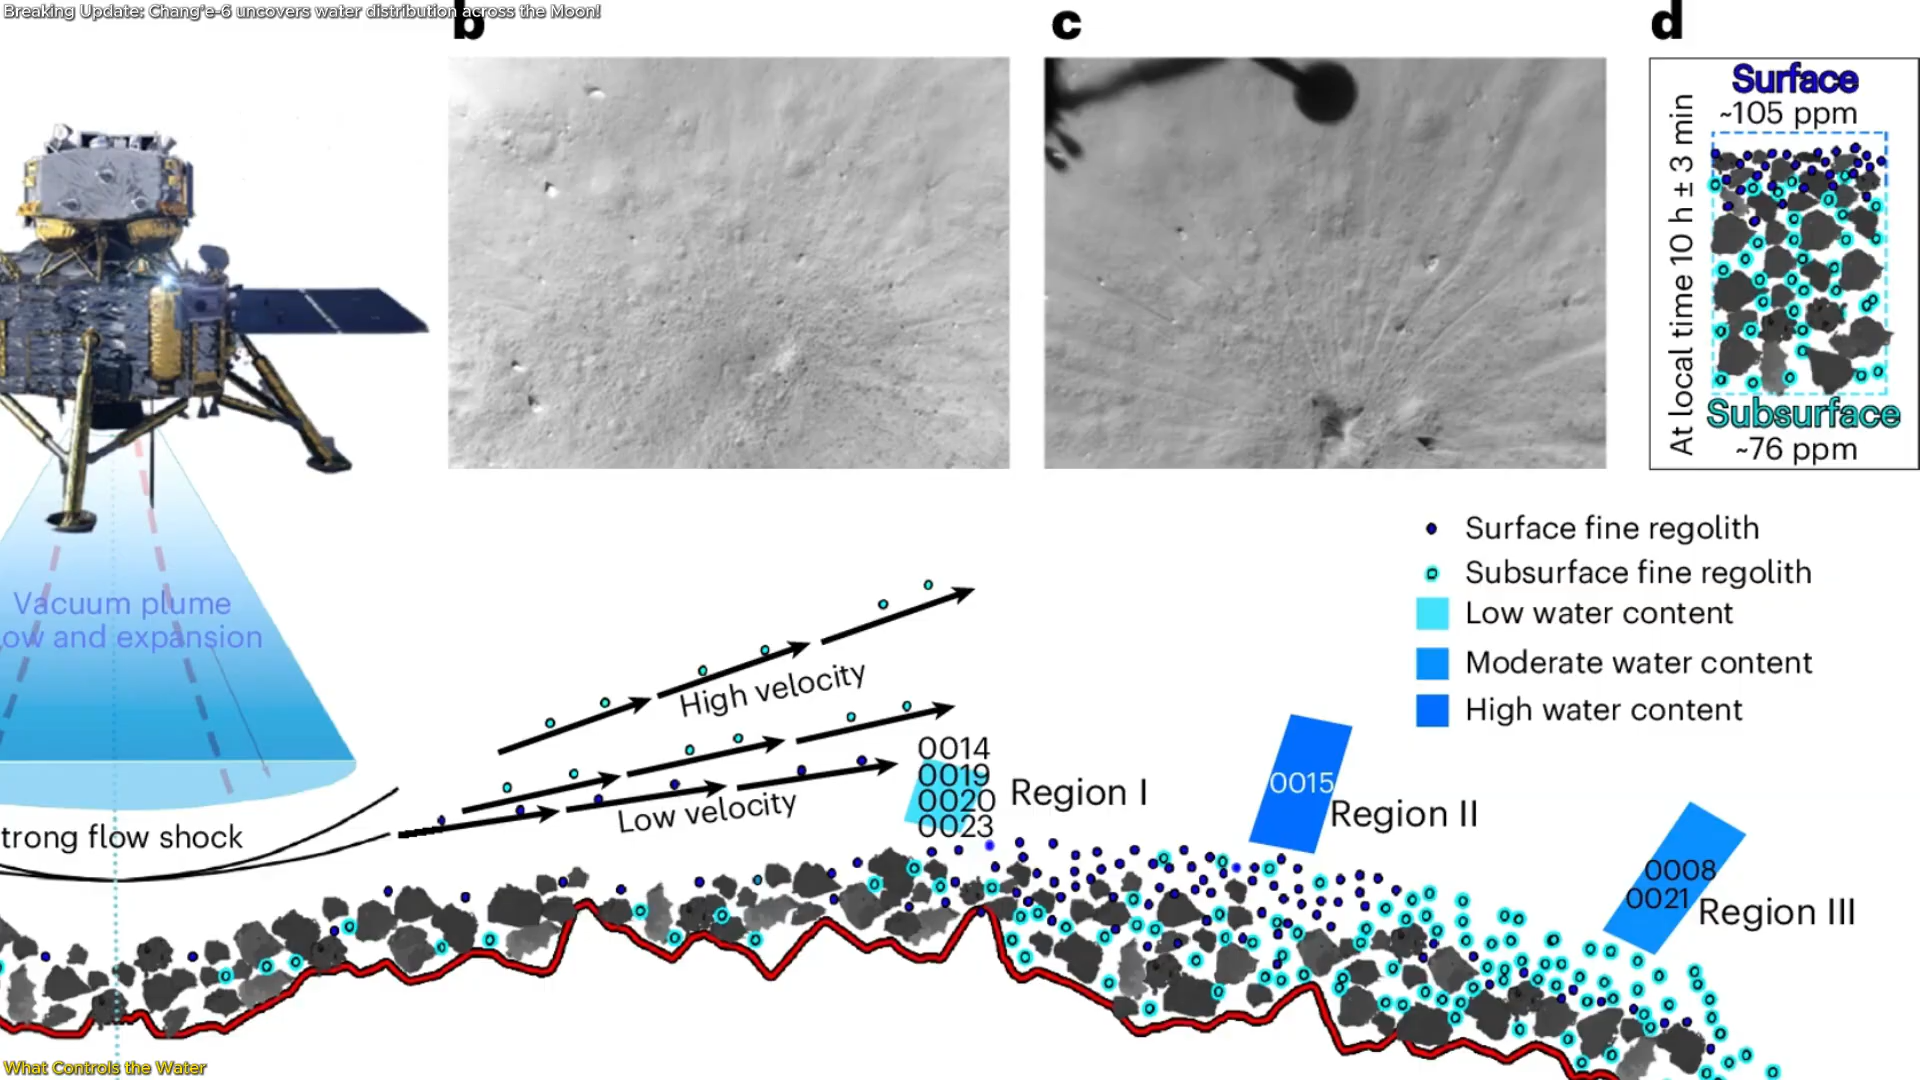 Breaking Update: Chang'e-6 uncovers water distribution across the Moon!
b
c
d
Surface
~105 ppm
At local time 10 h ± 3 min
Subsurface
~76 ppm
Surface fine regolith
Subsurface fine regolith
Low water content
Moderate water content
High water content
Vacuum plume
ow and expansion
trong flow shock
High velocity
Low velocity
0014
0019
0020
0023
Region I
0015
Region II
0008
0021
Region III
What Controls the Water